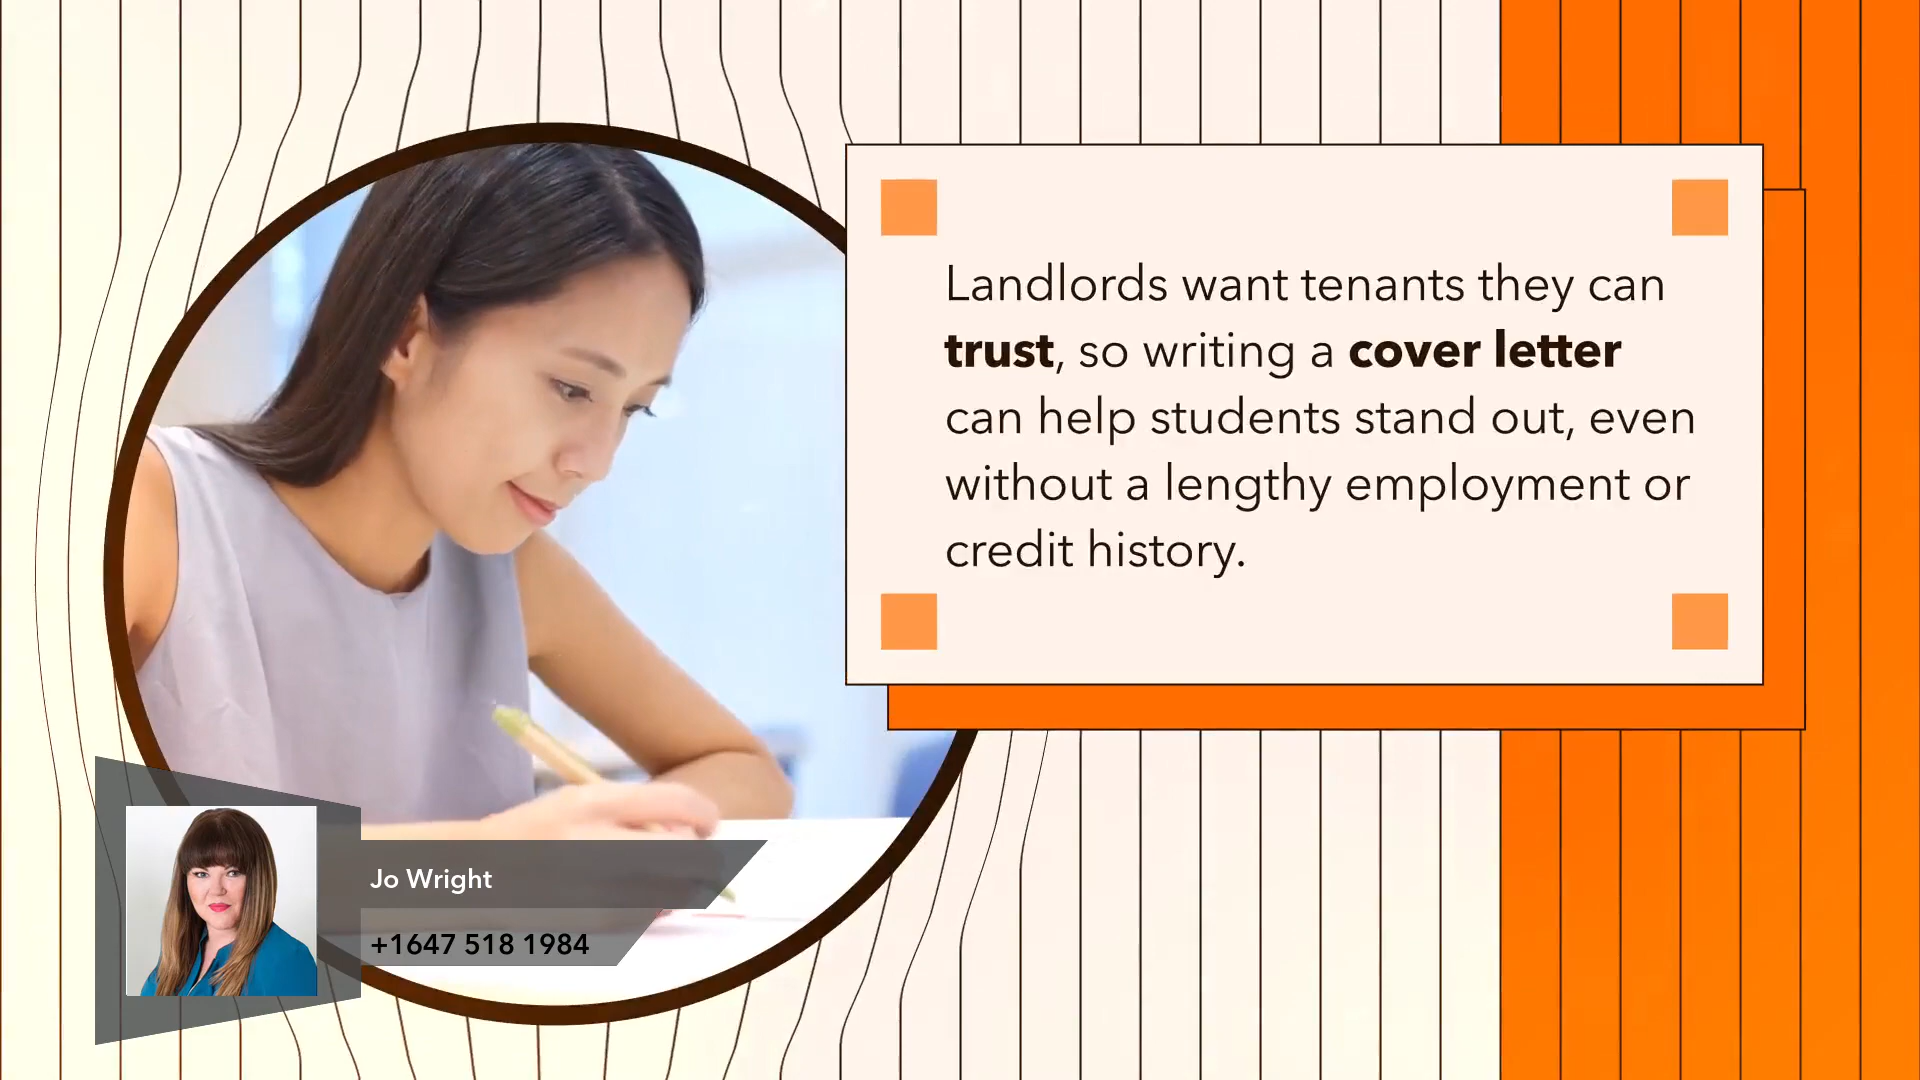 Landlords want tenants they can
trust, so writing a cover letter
can help students stand out, even
without a lengthy employment or
credit history.
Jo Wright
+1647 518 1984